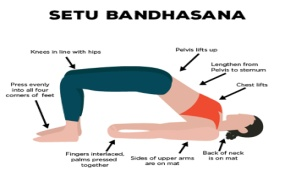 SETU BANDHASANA
Knees in line with hips
Pelvis lifts up
Lengthen from
Pelvis to sternum
Chest lifts
Press evenly
into all four
corners of feet
Fingers interlaced,
palms pressed
together
Sides of upper arms
are on mat
Back of neck
is on mat